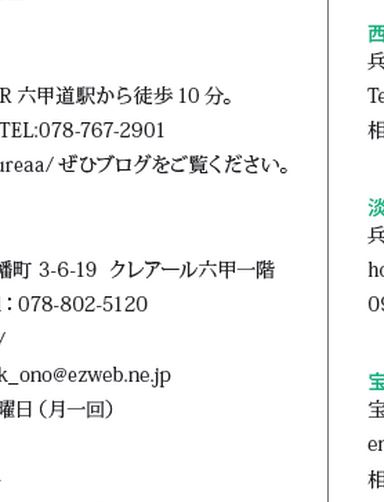 R 六甲道駅から徒歩 10 分。
TEL:078-767-2901
ureaa/ ぜひブログをご覧ください。
幡町 3-6-19 クレアール六甲一階
: 078-802-5120
/
k_ono@ezweb.ne.jp
曜日（月一回）
西
兵
Te
相
淡
兵
ho
09
宝
宝
en
相